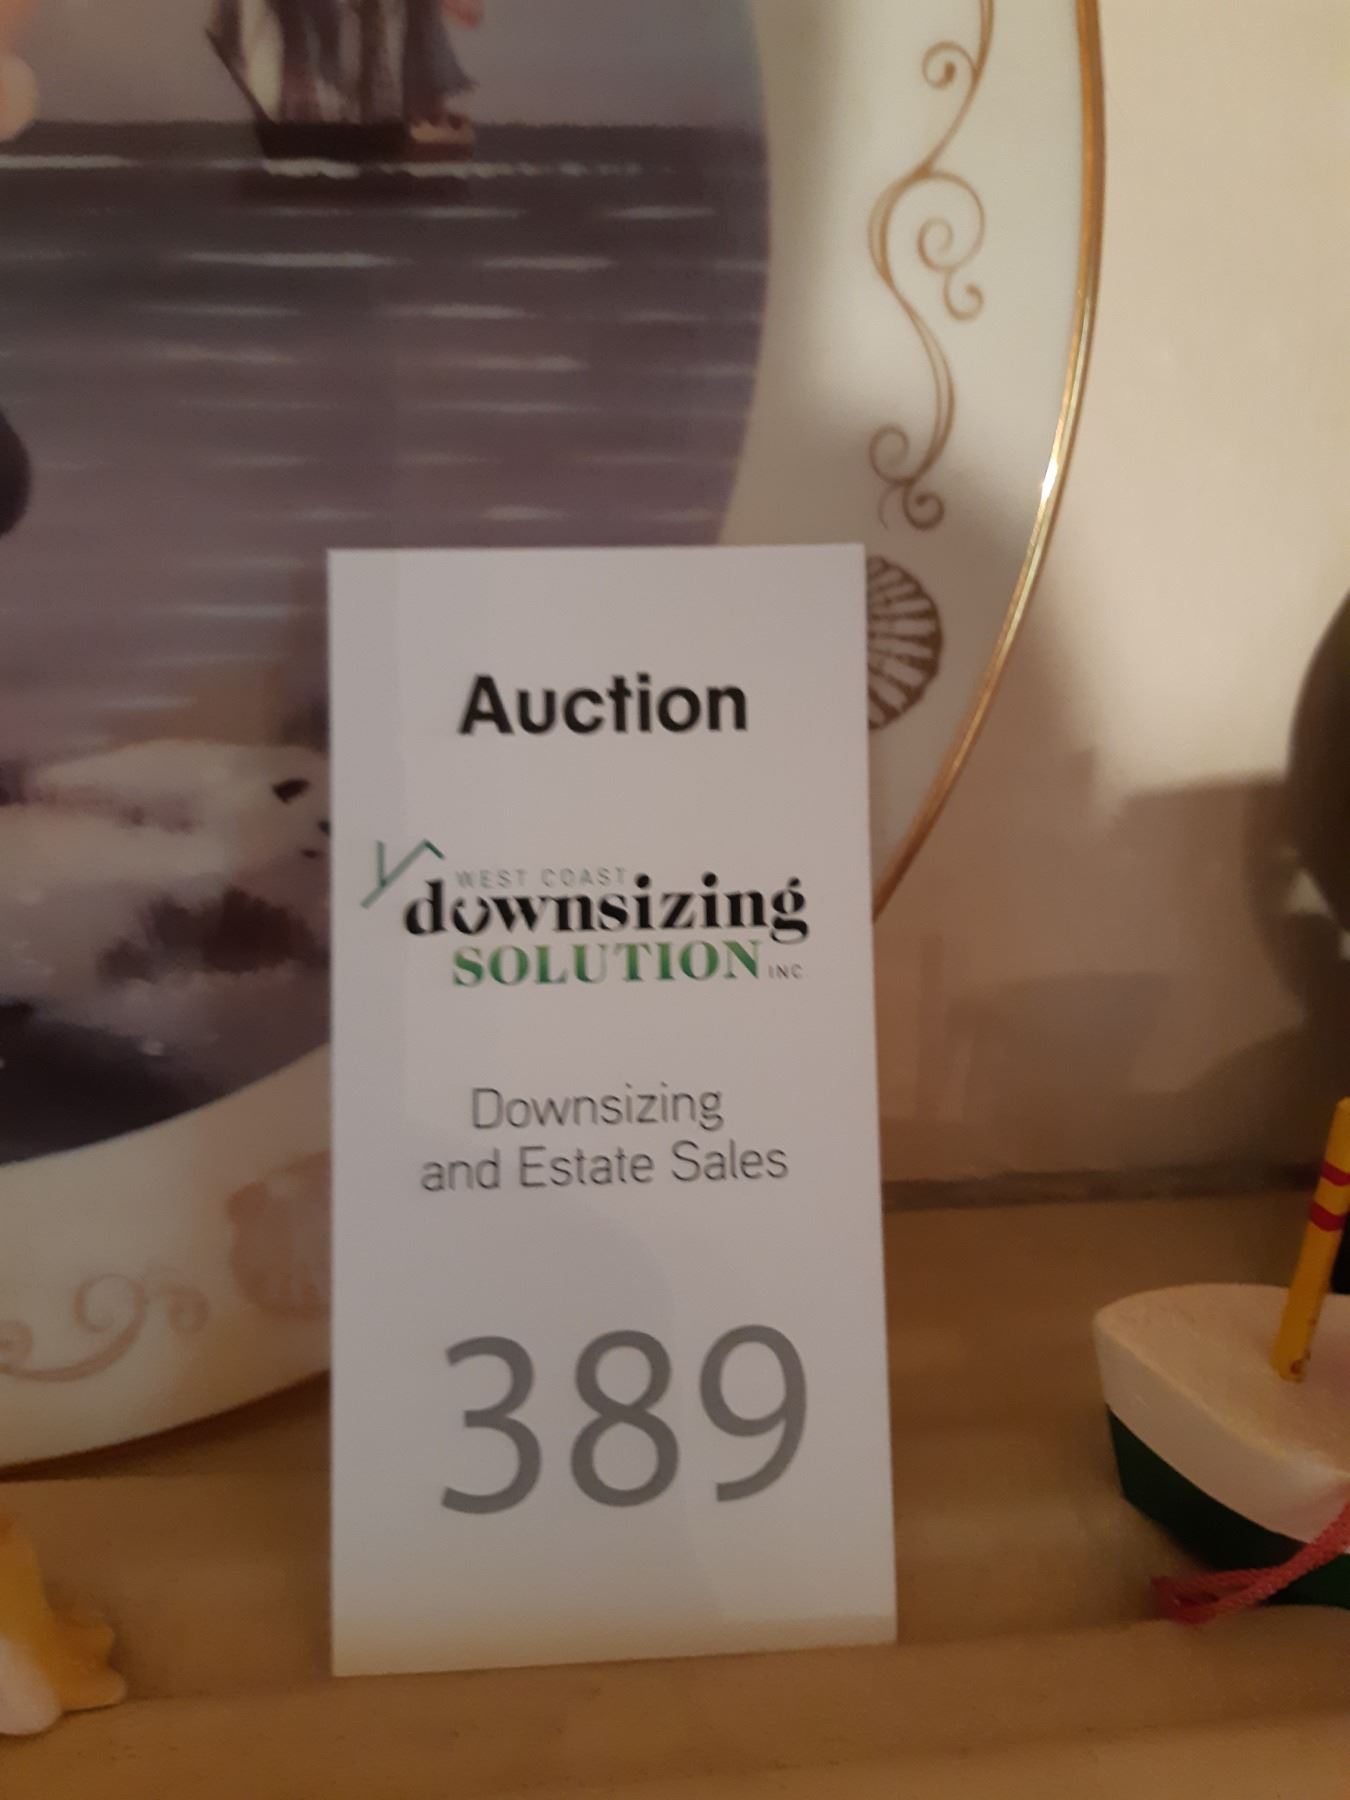 Auction
WEST COAST
downsizing
SOLUTION INC
Downsizing
and Estate Sales
389